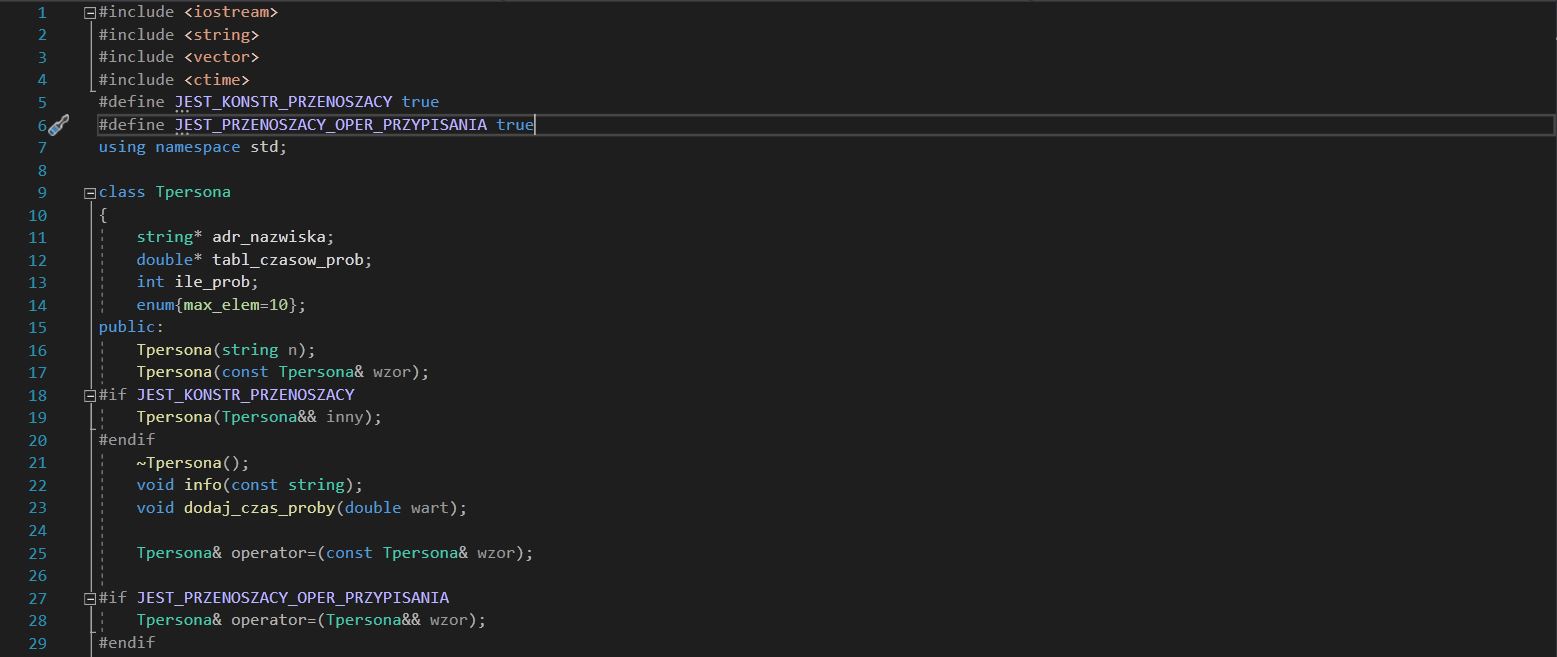 1 #include <iostream>
2 #include <string>
3 #include <vector>
4 #include <ctime>
5 #define JEST_KONSTR_PRZENOSZACY true
6 #define JEST_PRZENOSZACY_OPER_PRZYPISANIA true
7 using namespace std;
8
9 class Tpersona
10 {
11 string* adr_nazwiska;
12 double* tabl_czasow_prob;
13 int ile_prob;
14 enum{max_elem=10};
15 public:
16 Tpersona(string n);
17 Tpersona(const Tpersona& wzor);
18 #if JEST_KONSTR_PRZENOSZACY
19 Tpersona(Tpersona&& inny);
20 #endif
21 ~Tpersona();
22 void info(const string);
23 void dodaj_czas_proby(double wart);
24
25 Tpersona& operator=(const Tpersona& wzor);
26
27 #if JEST_PRZENOSZACY_OPER_PRZYPISANIA
28 Tpersona& operator=(Tpersona&& wzor);
29 #endif